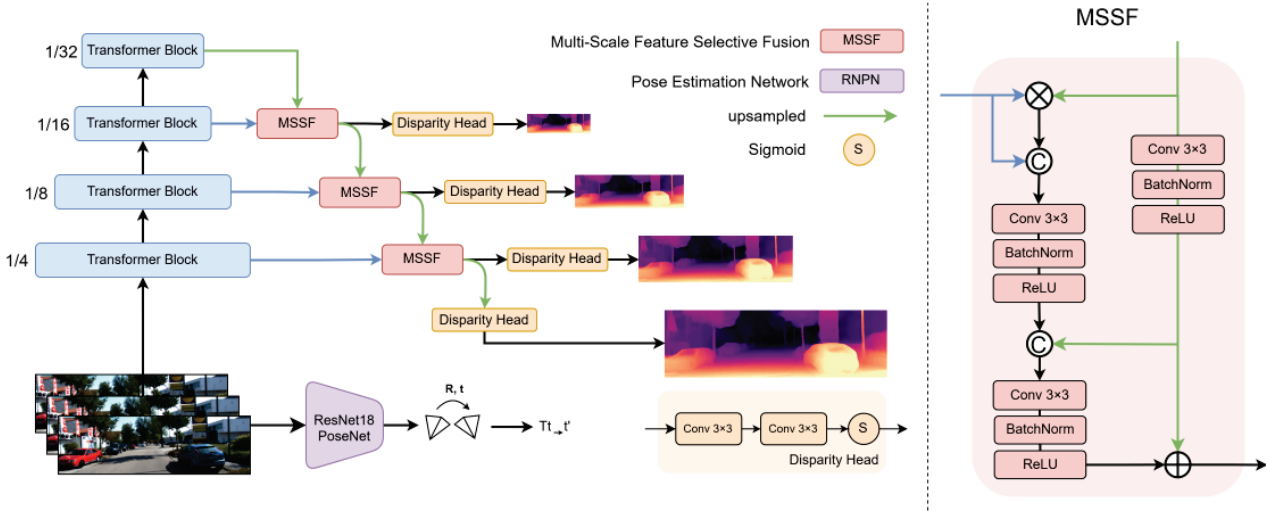 MSSF
1/32
Transformer Block
Multi-Scale Feature Selective Fusion
MSSF
Pose Estimation Network
RNPN
1/16
Transformer Block
MSSF
Disparity Head
upsampled
Sigmoid
S
1/8
Transformer Block
MSSF
Disparity Head
1/4
Transformer Block
MSSF
Disparity Head
Disparity Head
ResNet18
PoseNet
R, t
Tt→t'
Conv 3×3
Conv 3×3
S
Disparity Head
C
Conv 3×3
BatchNorm
ReLU
Conv 3×3
BatchNorm
ReLU
C
Conv 3×3
BatchNorm
ReLU